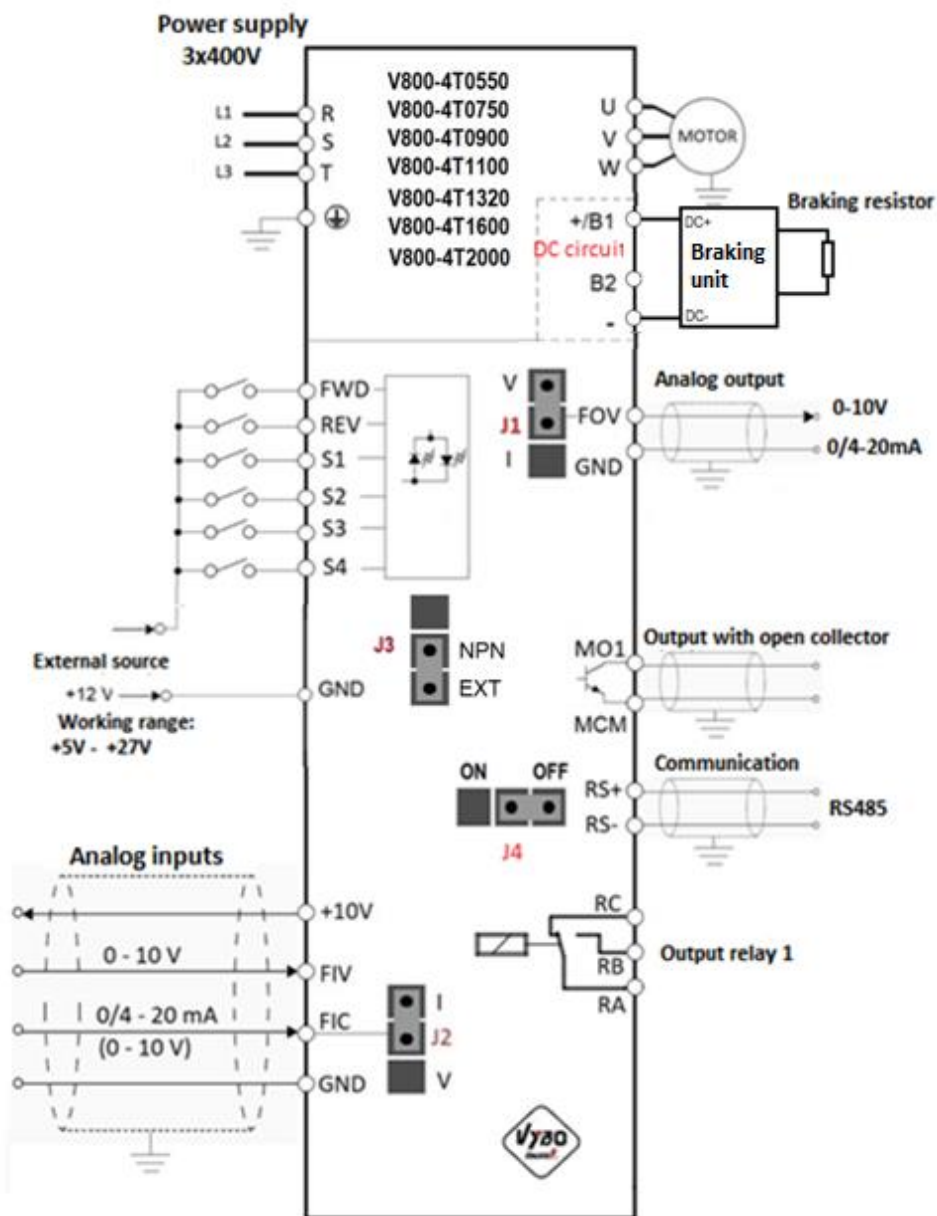 Power supply
3x400V
V800-4T0550
V800-4T0750
V800-4T0900
V800-4T1100
V800-4T1320
V800-4T1600
V800-4T2000
L1
R
L2
S
L3
T
U
V
W
MOTOR
Braking resistor
+/B1
DC circuit
B2
-
DC+
Braking
unit
DC-
FWD
REV
S1
S2
S3
S4
V
J1
I
FOV
GND
Analog output
0-10V
0/4-20mA
External source
+12 V
Working range:
+5V - +27V
GND
J3
NPN
EXT
MO1
MCM
Output with open collector
ON
OFF
J4
RS+
RS-
Communication
RS485
Analog inputs
+10V
0 - 10 V
FIV
0/4 - 20 mA
(0 - 10 V)
FIC
GND
I
J2
V
RC
RB
RA
Output relay 1
VYBO